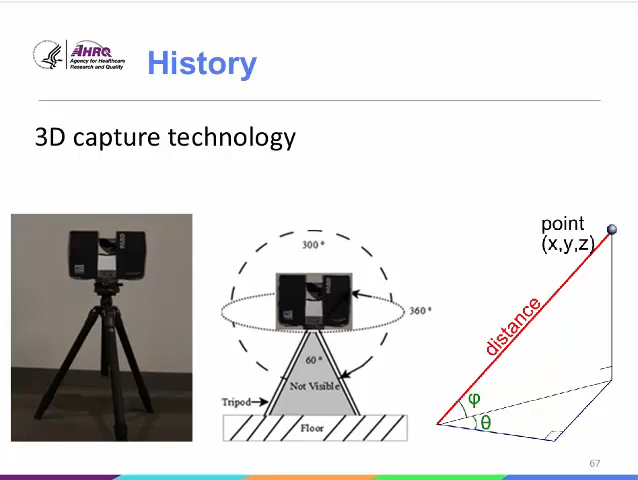 AHRQ
Agency for Healthcare
Research and Quality
History
3D capture technology
FARO
300°
360°
60°
Not Visible
Tripod
Floor
point
(x,y,z)
distance
φ
θ
67